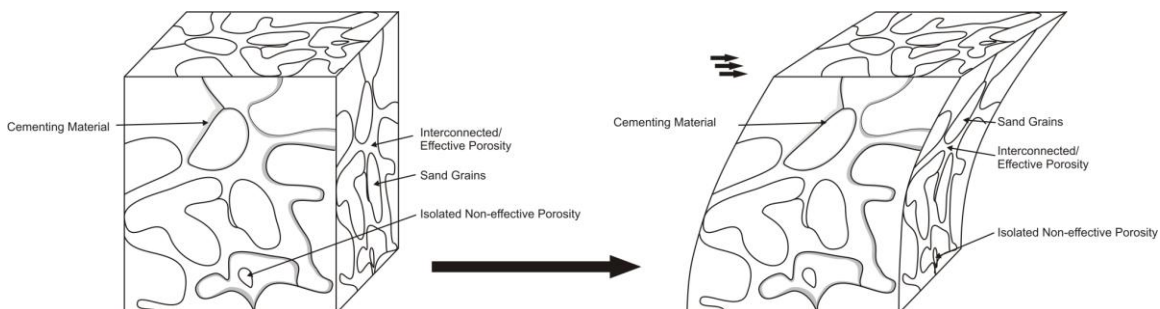 Cementing Material
Interconnected/
Effective Porosity
Sand Grains
Isolated Non-effective Porosity
Cementing Material
Sand Grains
Interconnected/
Effective Porosity
Isolated Non-effective Porosity